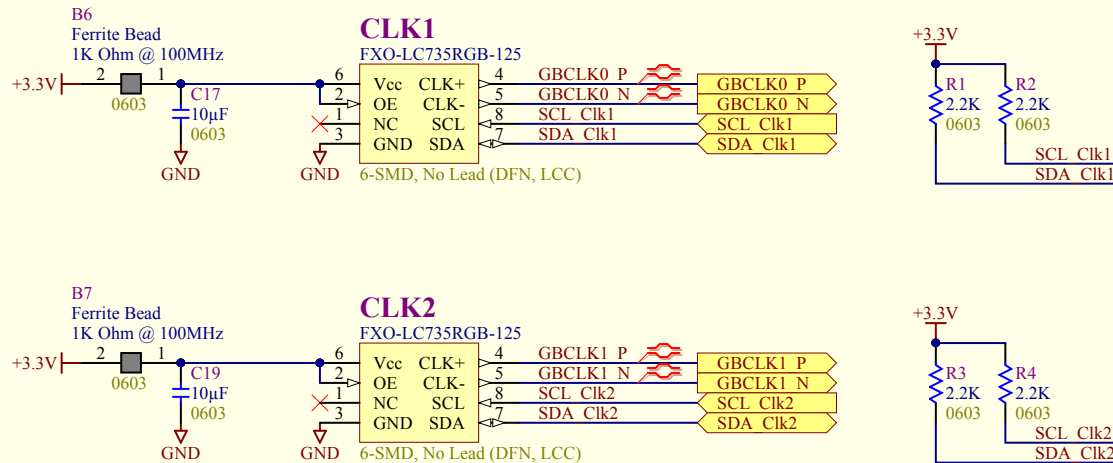 B6
Ferrite Bead
1K Ohm @ 100MHz
+3.3V
2
1
0603
C17
10µF
0603
GND
CLK1
FXO-LC735RGB-125
6
Vcc
CLK+
4
GBCLK0_P
GBCLK0_P
2
OE
CLK-
5
GBCLK0_N
GBCLK0_N
1
NC
SCL
8
SCL_Clk1
SCL_Clk1
3
GND
SDA
7
SDA_Clk1
SDA_Clk1
GND
6-SMD, No Lead (DFN, LCC)
+3.3V
R1
2.2K
0603
R2
2.2K
0603
SCL_Clk1
SDA_Clk1
B7
Ferrite Bead
1K Ohm @ 100MHz
+3.3V
2
1
0603
C19
10µF
0603
GND
CLK2
FXO-LC735RGB-125
6
Vcc
CLK+
4
GBCLK1_P
GBCLK1_P
2
OE
CLK-
5
GBCLK1_N
GBCLK1_N
1
NC
SCL
8
SCL_Clk2
SCL_Clk2
3
GND
SDA
7
SDA_Clk2
SDA_Clk2
GND
6-SMD, No Lead (DFN, LCC)
+3.3V
R3
2.2K
0603
R4
2.2K
0603
SCL_Clk2
SDA_Clk2